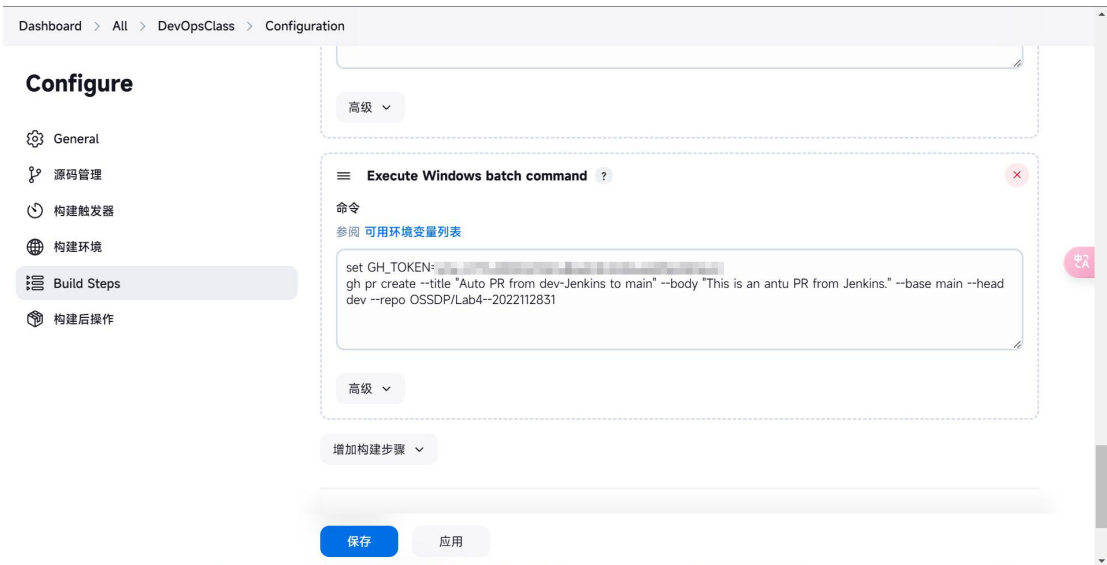 Dashboard > All > DevOpsClass > Configuration
Configure
General
源码管理
构建触发器
构建环境
Build Steps
构建后操作
高级
Execute Windows batch command ?
命令
参阅 可用环境变量列表
set GH_TOKEN=
gh pr create --title "Auto PR from dev-Jenkins to main" --body "This is an antu PR from Jenkins." --base main --head
dev --repo OSSDP/Lab4--2022112831
高级
增加构建步骤
保存
应用